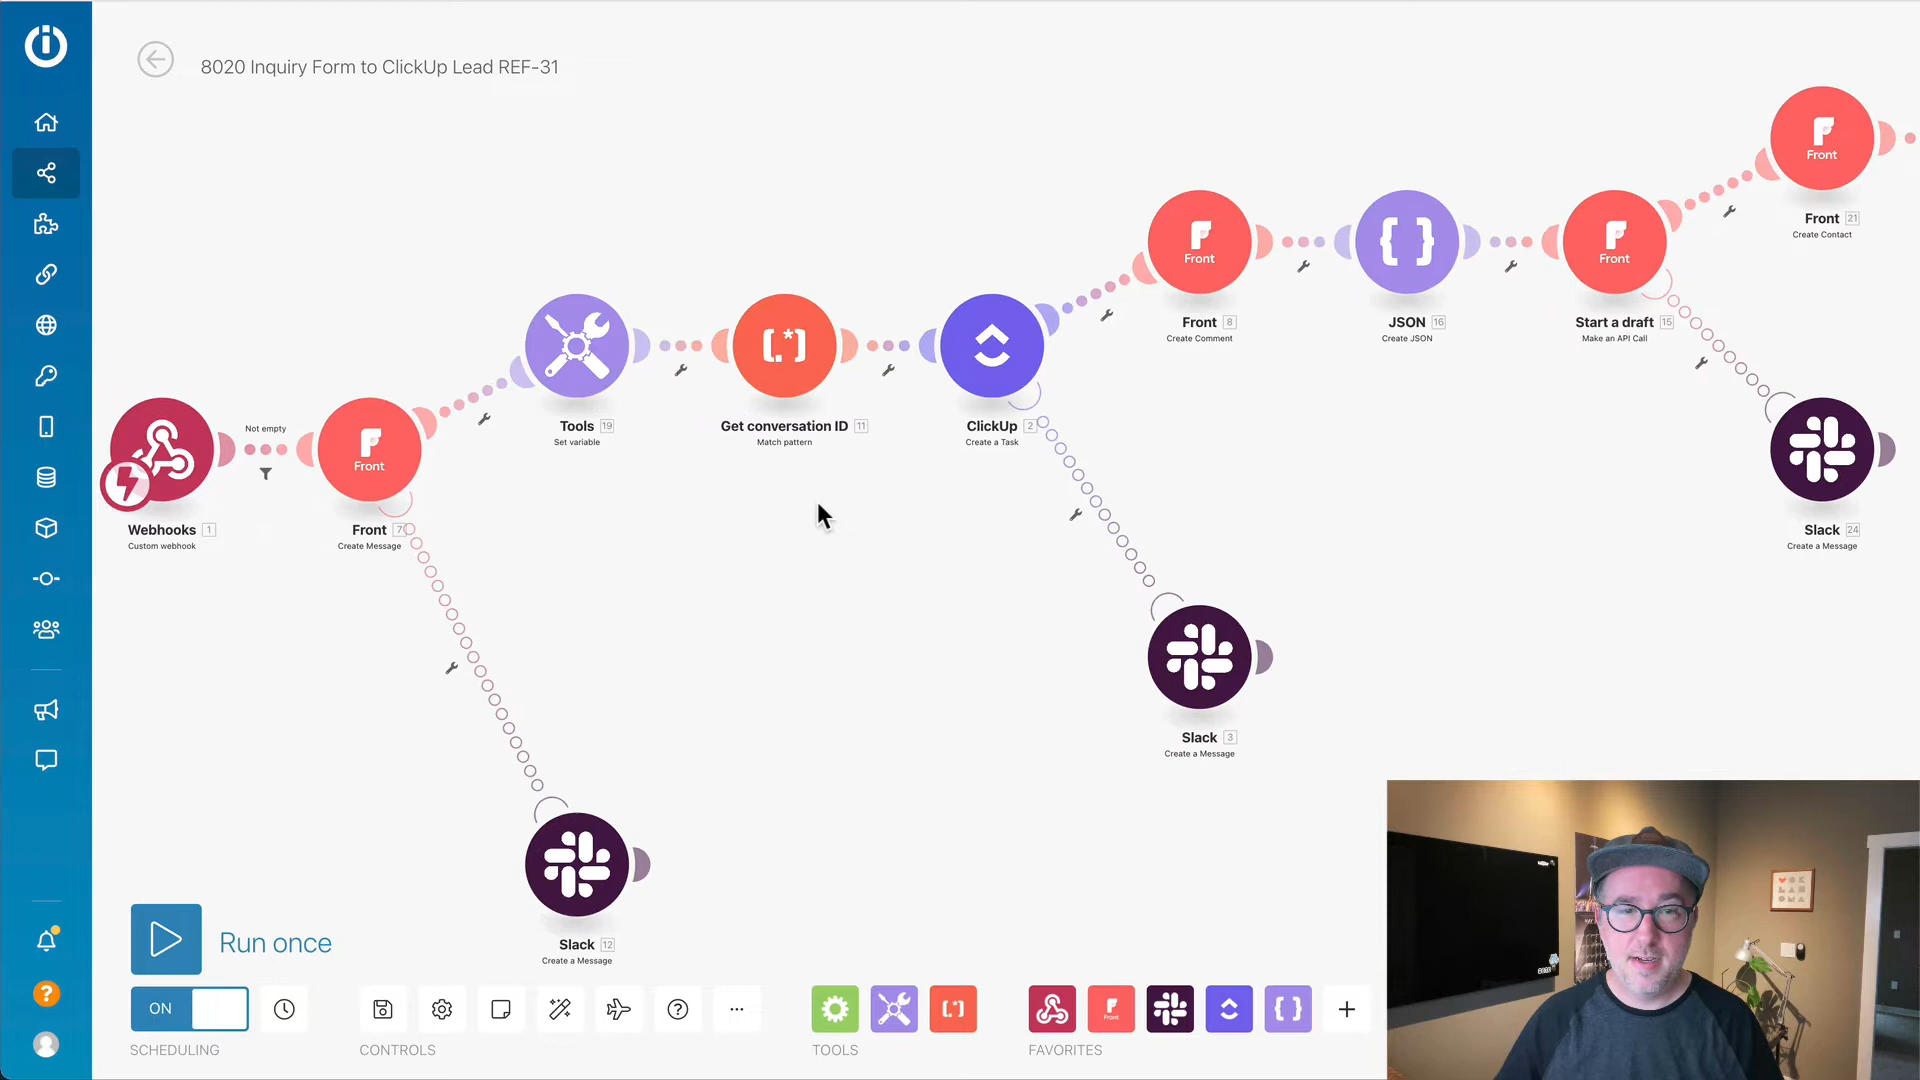 8020 Inquiry Form to ClickUp Lead REF-31
Front
Front 21
Create Contact
Front
Front 8
Create Comment
JSON 16
Create JSON
Front
Start a draft 15
Make an API Call
Tools 19
Set variable
Get conversation ID 11
Match pattern
ClickUp 2
Create a Task
Not empty
Front
Webhooks 1
Custom webhook
Front 7
Create Message
Slack 24
Create a Message
Slack 3
Create a Message
Slack 12
Create a Message
Run once
ON
Front
SCHEDULING
CONTROLS
TOOLS
FAVORITES